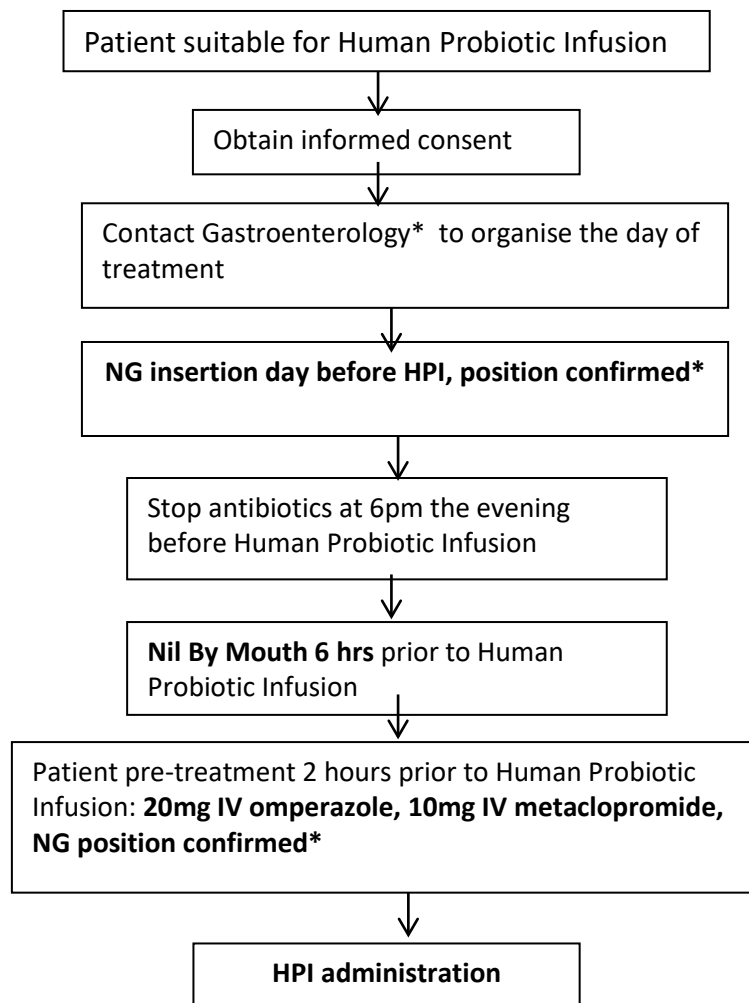 Patient suitable for Human Probiotic Infusion
Obtain informed consent
Contact Gastroenterology* to organise the day of
treatment
NG insertion day before HPI, position confirmed*
Stop antibiotics at 6pm the evening
before Human Probiotic Infusion
Nil By Mouth 6 hrs prior to Human
Probiotic Infusion
Patient pre-treatment 2 hours prior to Human Probiotic
Infusion: 20mg IV omperazole, 10mg IV metaclopromide,
NG position confirmed*
HPI administration